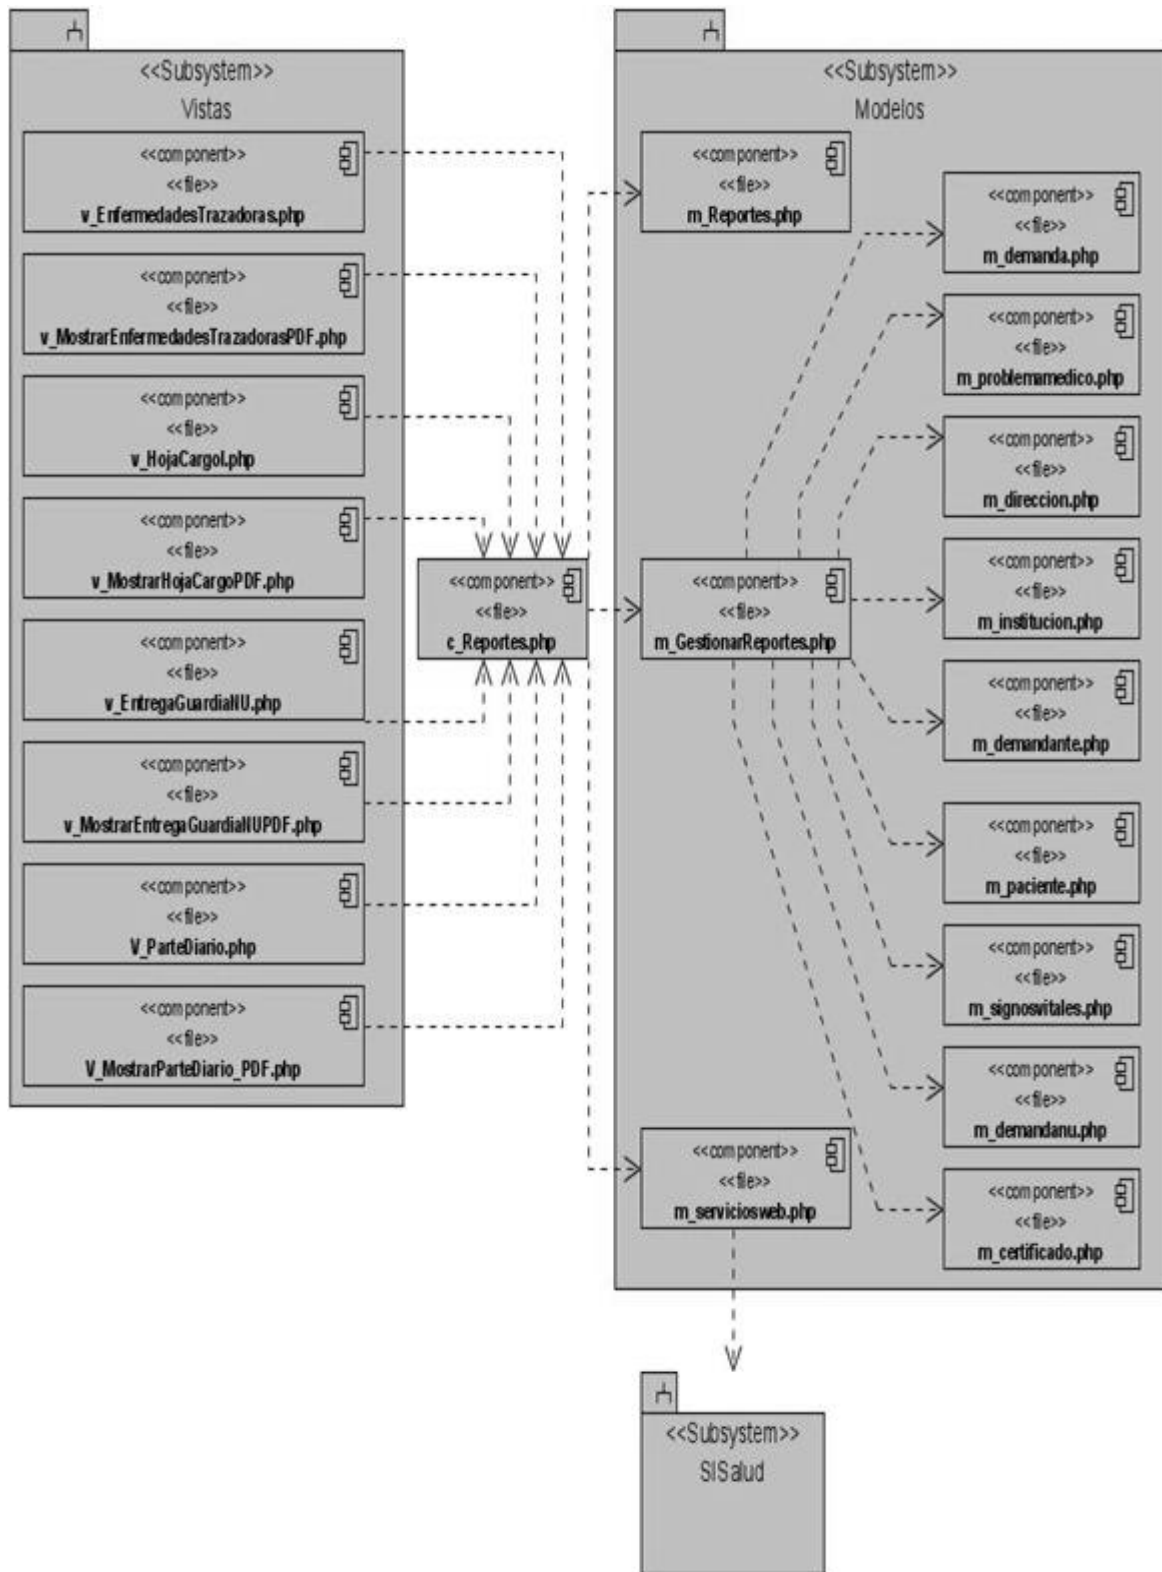 <<Subsystem>>
Vistas
<<component>>
<<file>>
v_EnfermedadesTrazadoras.php
<<component>>
<<file>>
v_MostrarEnfermedadesTrazadorasPDF.php
<<component>>
<<file>>
v_HojaCargoI.php
<<component>>
<<file>>
v_MostrarHojaCargoPDF.php
<<component>>
<<file>>
v_EntregaGuardiaNU.php
<<component>>
<<file>>
v_MostrarEntregaGuardiaNUPDF.php
<<component>>
<<file>>
V_ParteDiario.php
<<component>>
<<file>>
V_MostrarParteDiario_PDF.php
<<component>>
<<file>>
c_Reportes.php
<<Subsystem>>
Modelos
<<component>>
<<file>>
m_Reportes.php
<<component>>
<<file>>
m_GestionarReportes.php
<<component>>
<<file>>
m_serviciosweb.php
<<component>>
<<file>>
m_demanda.php
<<component>>
<<file>>
m_problemamedico.php
<<component>>
<<file>>
m_direccion.php
<<component>>
<<file>>
m_institucion.php
<<component>>
<<file>>
m_demandante.php
<<component>>
<<file>>
m_paciente.php
<<component>>
<<file>>
m_signosvitales.php
<<component>>
<<file>>
m_demandanu.php
<<component>>
<<file>>
m_certificado.php
<<Subsystem>>
SISalud